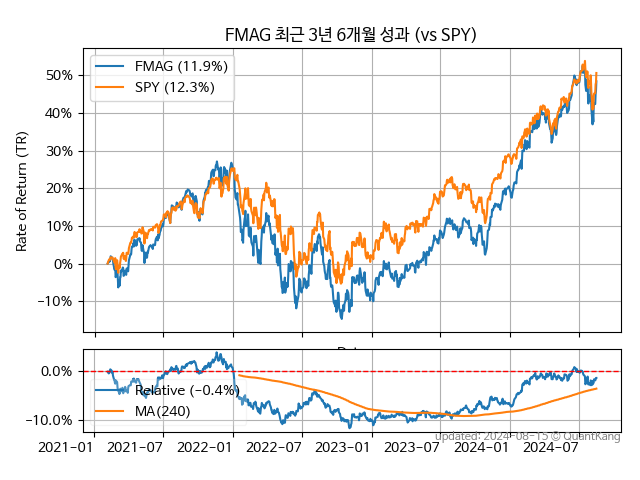 FMAG 최근 3년 6개월 성과 (vs SPY)
FMAG (11.9%)
SPY (12.3%)
Rate of Return (TR)
50%
40%
30%
20%
10%
0%
−10%
0.0%
−10.0%
Relative (−0.4%)
MA(240)
2021−01
2021−07
2022−01
2022−07
2023−01
2023−07
2024−01
2024−07
updated: 2024−08−15 © QuantKang